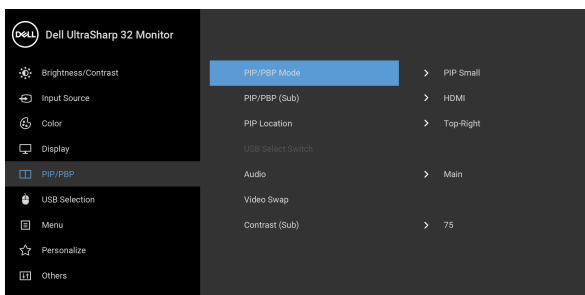 DELL Dell UltraSharp 32 Monitor
Brightness/Contrast
Input Source
Color
Display
PIP/PBP
USB Selection
Menu
Personalize
Others
PIP/PBP Mode > PIP Small
PIP/PBP (Sub) > HDMI
PIP Location > Top-Right
USB Select Switch
Audio > Main
Video Swap
Contrast (Sub) > 75